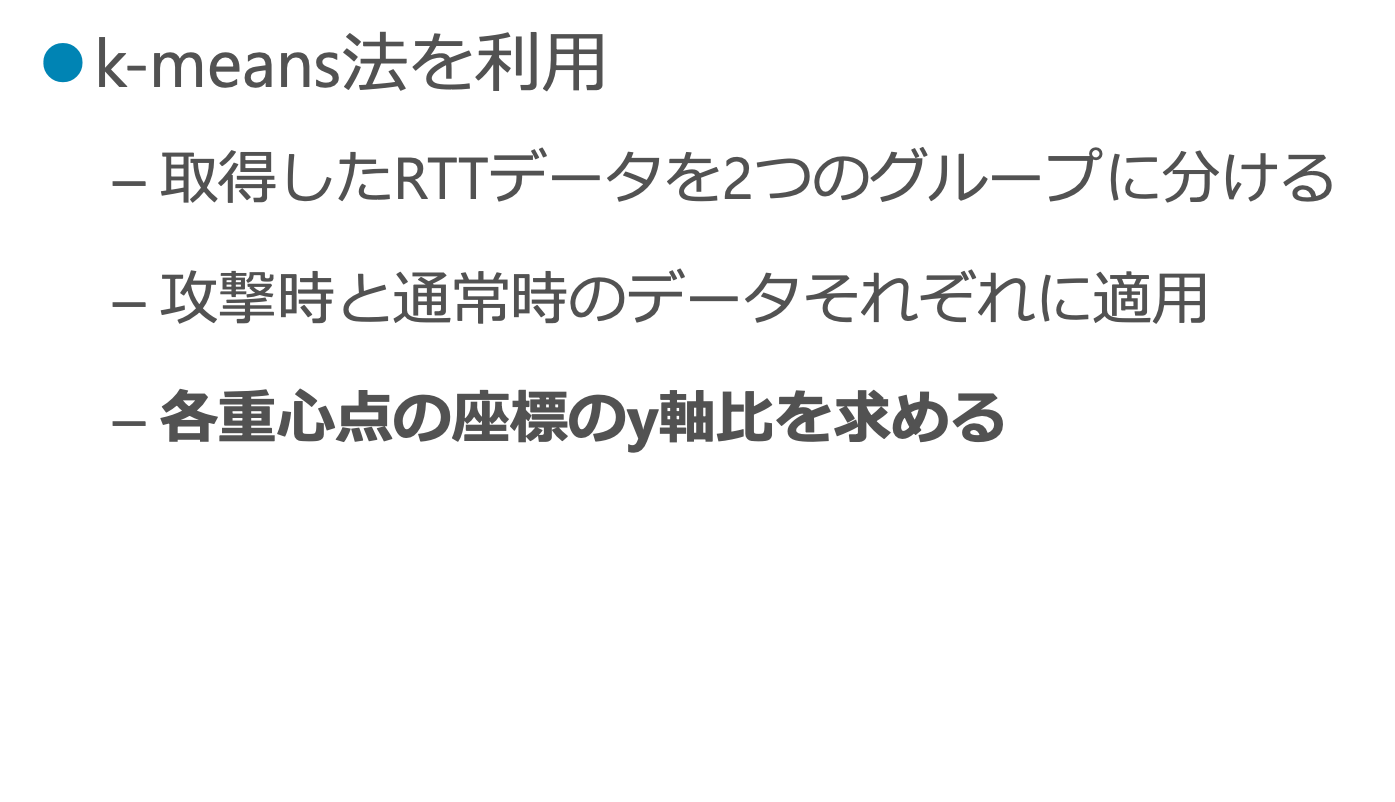 ●k-means法を利用
– 取得したRTTデータを2つのグループに分ける
– 攻撃時と通常時のデータそれぞれに適用
– 各重心点の座標のy軸比を求める